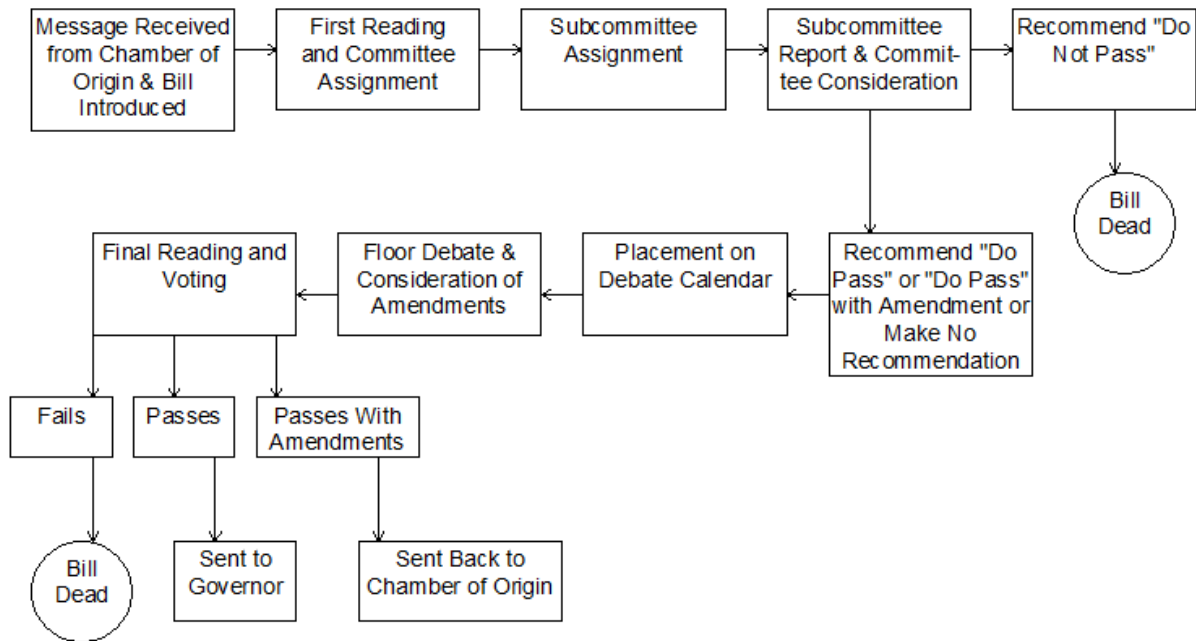 Message Received
from Chamber of
Origin & Bill
Introduced
First Reading
and Committee
Assignment
Subcommittee
Assignment
Subcommittee
Report & Commit-
tee Consideration
Recommend "Do
Not Pass"
Bill
Dead
Final Reading and
Voting
Floor Debate &
Consideration of
Amendments
Placement on
Debate Calendar
Recommend "Do
Pass" or "Do Pass"
with Amendment or
Make No
Recommendation
Fails
Passes
Passes With
Amendments
Bill
Dead
Sent to
Governor
Sent Back to
Chamber of Origin